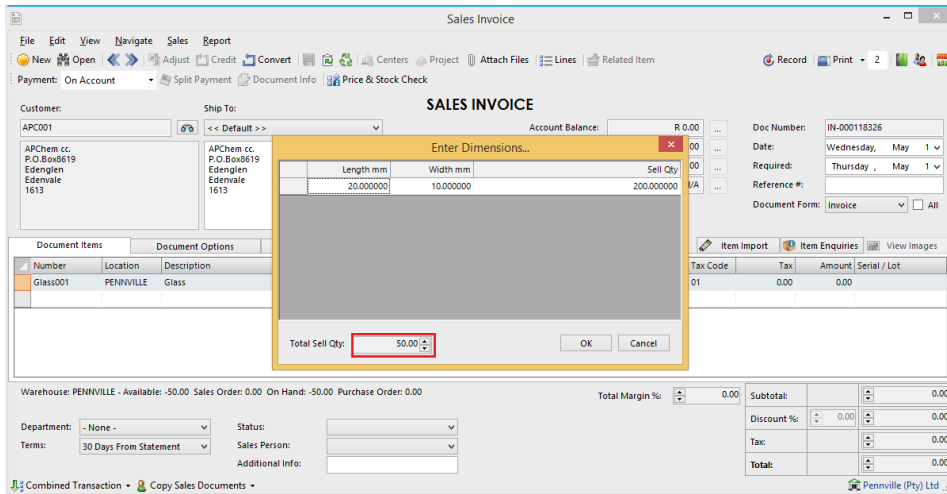 Sales Invoice
File Edit View Navigate Sales Report
New Open Adjust Credit Convert Centers Project Attach Files Lines Related Item Record Print 2
Payment: On Account Split Payment Document Info Price & Stock Check
Customer: Ship To: SALES INVOICE
APC001 << Default >> Account Balance: R 0.00 ... Doc Number: IN-000118326
APChem cc. APChem cc. Enter Dimensions... 00 ... Date: Wednesday, May 1
P.O.Box8619 P.O.Box8619
Edenglen Edenglen Length mm Width mm Sell Qty 00 ... Required: Thursday , May 1
Edenvale Edenvale 20.000000 10.000000 200.000000 I/A ... Reference #:
1613 1613
Document Form: Invoice All
Document Items Document Options Item Import Item Enquiries View Images
Number Location Description Tax Code Tax Amount Serial / Lot
Glass001 PENNVILLE Glass 01 0.00 0.00
Total Sell Qty: 50.00 OK Cancel
Warehouse: PENNVILLE - Available: -50.00 Sales Order: 0.00 On Hand: -50.00 Purchase Order: 0.00 Total Margin %: 0.00 Subtotal: 0.00
Discount %: 0.00 0.00
Department: - None - Status:
Terms: 30 Days From Statement Sales Person: Tax: 0.00
Additional Info: Total: 0.00
Combined Transaction Copy Sales Documents Pennville (Pty) Ltd